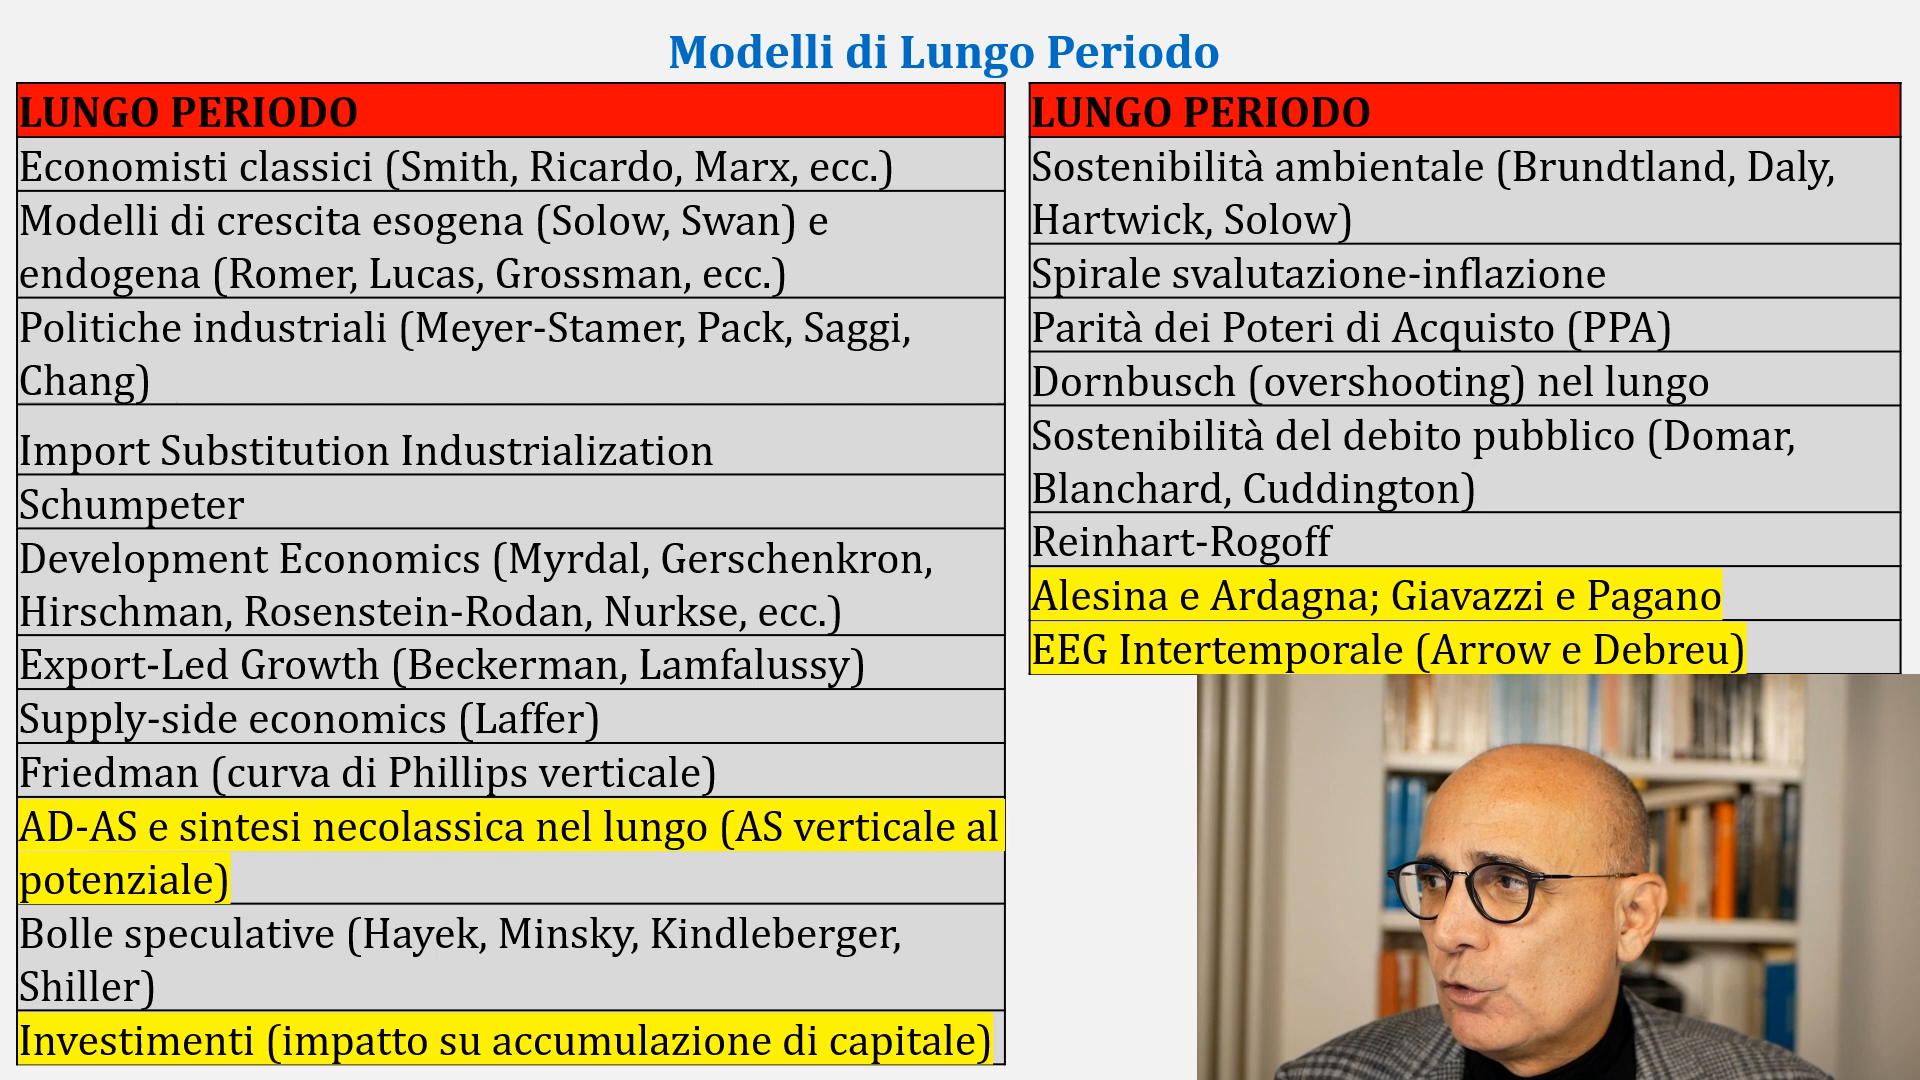 Modelli di Lungo Periodo
LUNGO PERIODO
Economisti classici (Smith, Ricardo, Marx, ecc.)
Modelli di crescita esogena (Solow, Swan) e
endogena (Romer, Lucas, Grossman, ecc.)
Politiche industriali (Meyer-Stamer, Pack, Saggi,
Chang)
Import Substitution Industrialization
Schumpeter
Development Economics (Myrdal, Gerschenkron,
Hirschman, Rosenstein-Rodan, Nurkse, ecc.)
Export-Led Growth (Beckerman, Lamfalussy)
Supply-side economics (Laffer)
Friedman (curva di Phillips verticale)
AD-AS e sintesi necolassica nel lungo (AS verticale al
potenziale)
Bolle speculative (Hayek, Minsky, Kindleberger,
Shiller)
Investimenti (impatto su accumulazione di capitale)
LUNGO PERIODO
Sostenibilità ambientale (Brundtland, Daly,
Hartwick, Solow)
Spirale svalutazione-inflazione
Parità dei Poteri di Acquisto (PPA)
Dornbusch (overshooting) nel lungo
Sostenibilità del debito pubblico (Domar,
Blanchard, Cuddington)
Reinhart-Rogoff
Alesina e Ardagna; Giavazzi e Pagano
EEG Intertemporale (Arrow e Debreu)